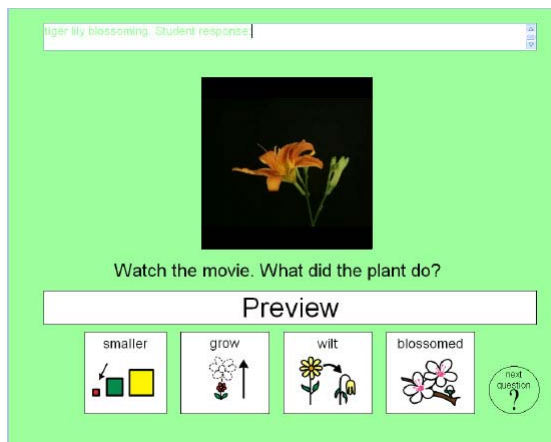 tiger lily blossoming. Student response:
Watch the movie. What did the plant do?
Preview
smaller
grow
wilt
blossomed
next
question
?